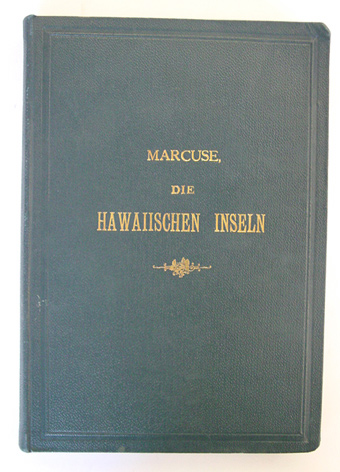 MARCUSE,
DIE
HAWAIISCHEN INSELN